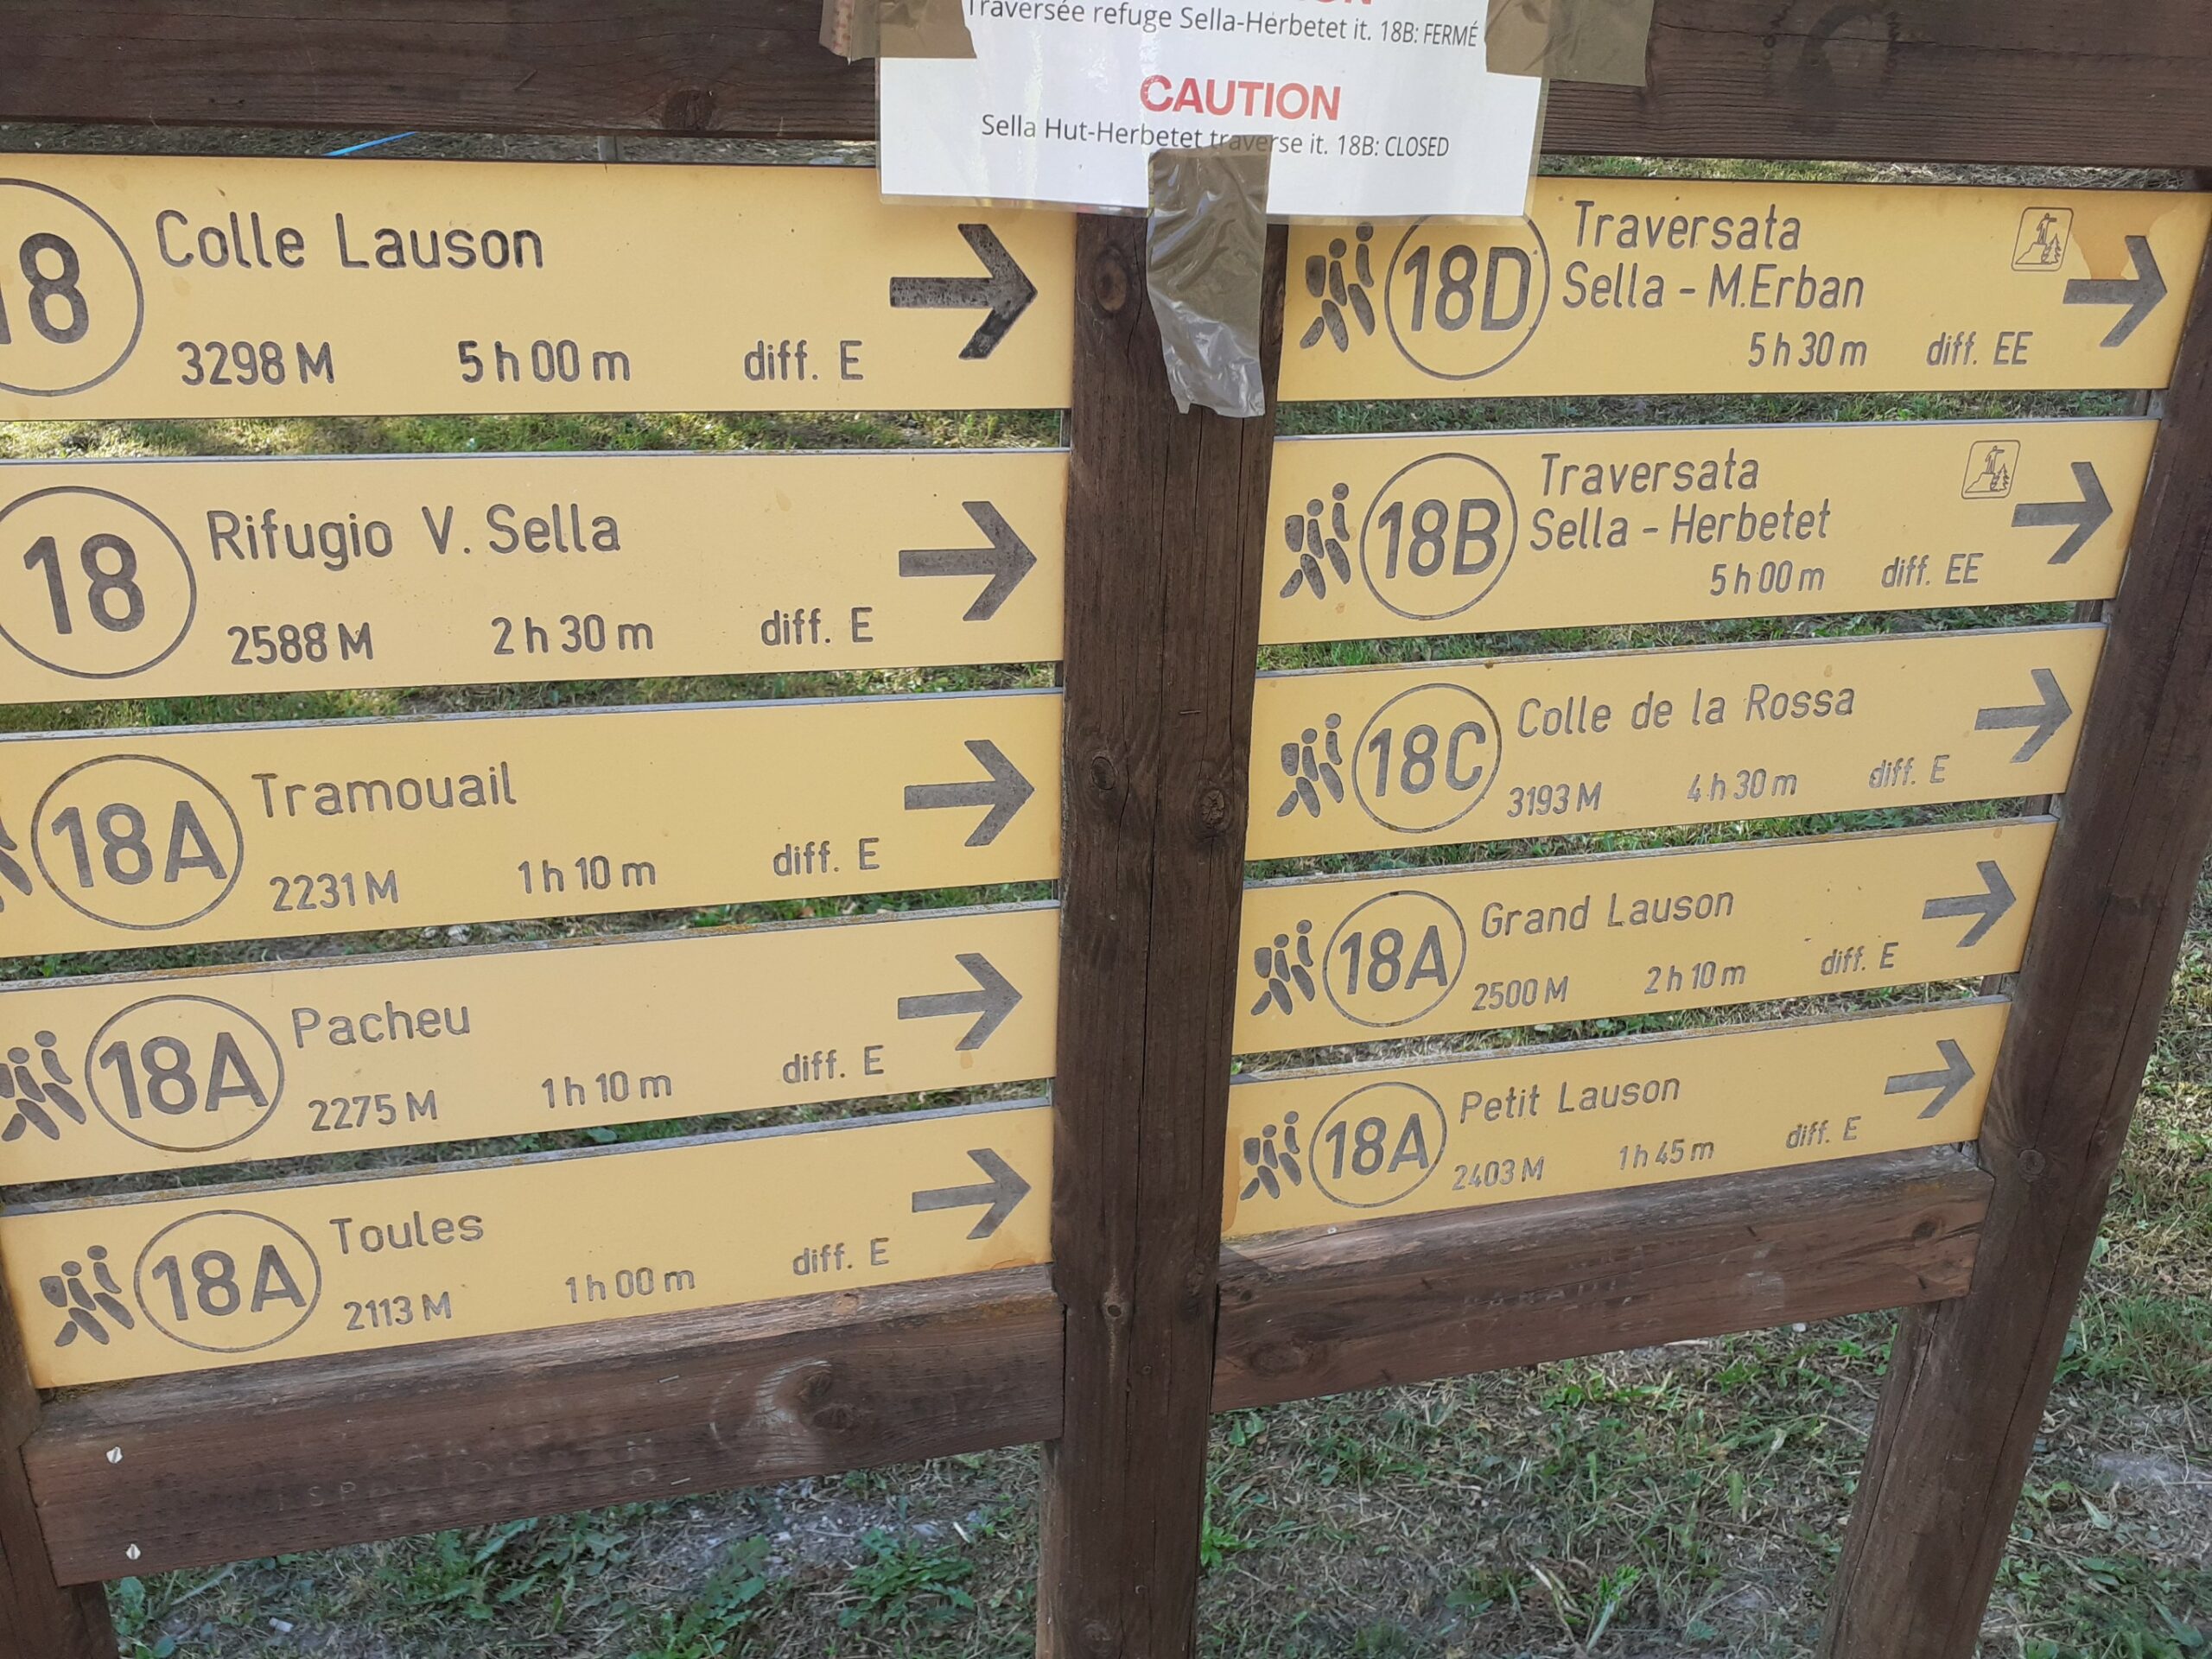 Traversée refuge Sella-Herbetet it. 18B: FERMÉ
CAUTION
Sella Hut-Herbetet traverse it. 18B: CLOSED
18 Colle Lauson
3298 M 5 h 00 m diff. E
18 Rifugio V. Sella
2588 M 2 h 30 m diff. E
18A Tramouail
2231 M 1 h 10 m diff. E
18A Pacheu
2275 M 1 h 10 m diff. E
18A Toules
2113 M 1 h 00 m diff. E
18D Traversata
Sella - M.Erban
5 h 30 m diff. EE
18B Traversata
Sella - Herbetet
5 h 00 m diff. EE
18C Colle de la Rossa
3193 M 4 h 30 m diff. E
18A Grand Lauson
2500 M 2 h 10 m diff. E
18A Petit Lauson
2403 M 1 h 45 m diff. E